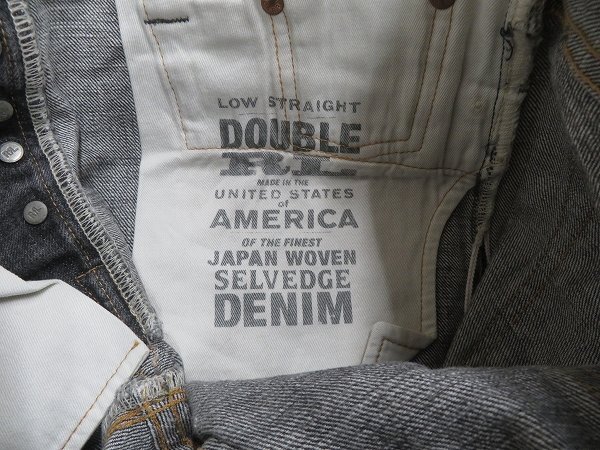 LOW STRAIGHT
DOUBLE
RL
MADE IN THE
UNITED STATES
of
AMERICA
OF THE FINEST
JAPAN WOVEN
SELVEDGE
DENIM